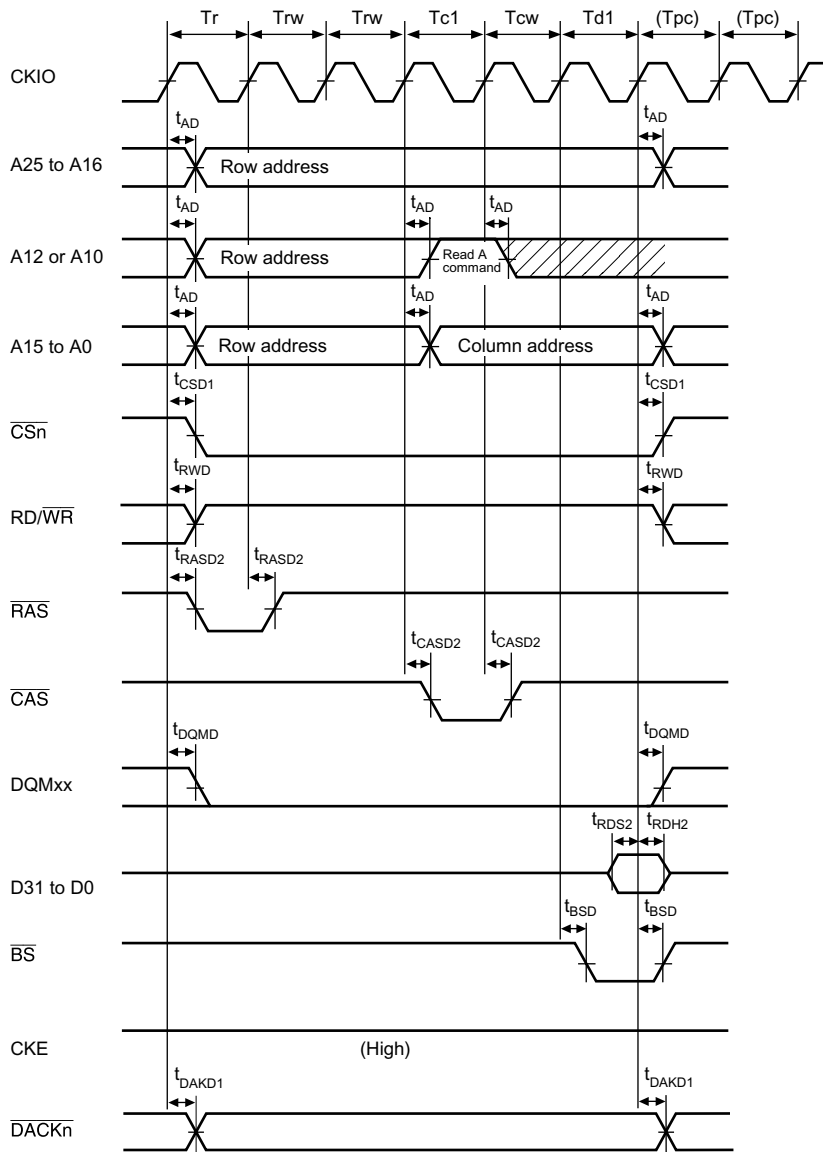 Tr Trw Trw Tc1 Tcw Td1 (Tpc) (Tpc)
CKIO
tAD tAD
A25 to A16 Row address
tAD tAD tAD
A12 or A10 Row address Read A
command
tAD tAD tAD
A15 to A0 Row address Column address
tCSD1 tCSD1
CSn
tRWD tRWD
RD/WR
tRASD2 tRASD2
RAS
tCASD2 tCASD2
CAS
tDQMD tDQMD
DQMxx
tRDS2 tRDH2
D31 to D0
tBSD tBSD
BS
CKE (High)
tDAKD1 tDAKD1
DACKn